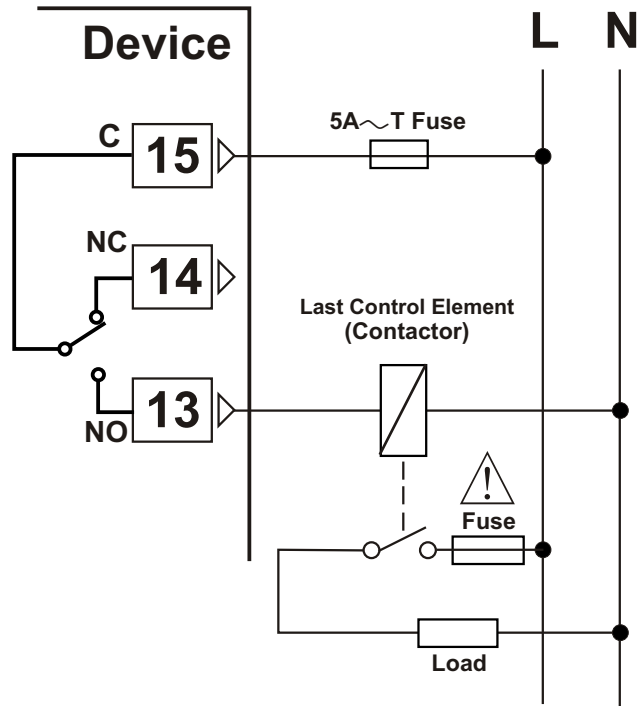 Device
L N
C
15
5A～T Fuse
NC
14
Last Control Element
(Contactor)
13
NO
!
Fuse
Load